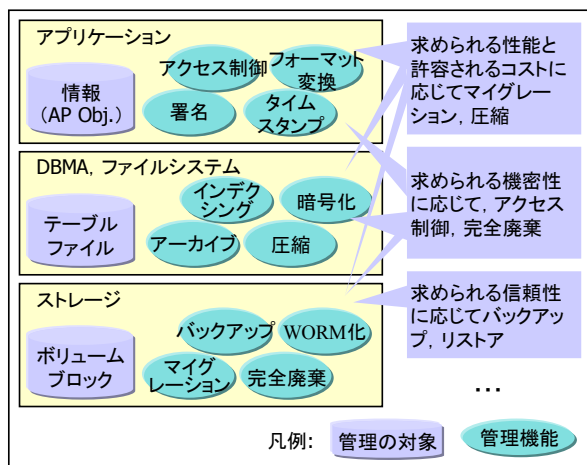 アプリケーション
情報
（AP Obj.）
アクセス制御
フォーマット
変換
署名
タイム
スタンプ
DBMA, ファイルシステム
テーブル
ファイル
インデク
シング
暗号化
アーカイブ
圧縮
ストレージ
ボリューム
ブロック
バックアップ
WORM化
マイグ
レーション
完全廃棄
求められる性能と
許容されるコストに
応じてマイグレー
ション, 圧縮
求められる機密性
に応じて, アクセス
制御, 完全廃棄
求められる信頼性
に応じてバックアッ
プ, リストア
...
凡例:
管理の対象
管理機能